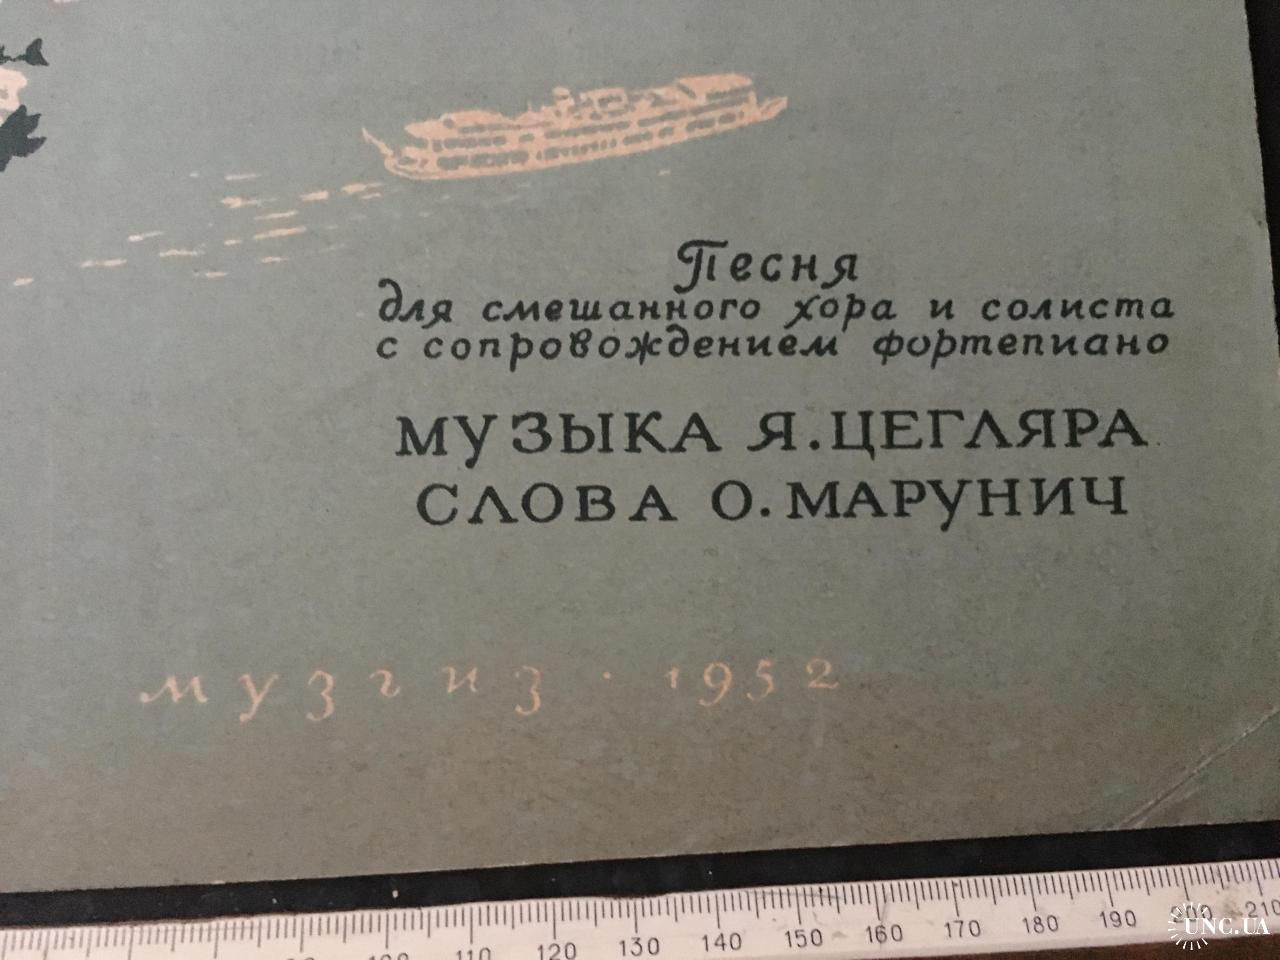 Песня
для смешанного хора и солиста
с сопровождением фортепиано
МУЗЫКА Я. ЦЕГЛЯРА
СЛОВА О. МАРУНИЧ
музгиз · 1952
110 120 130 140 150 160 170 180 190 200 210
UNC.UA